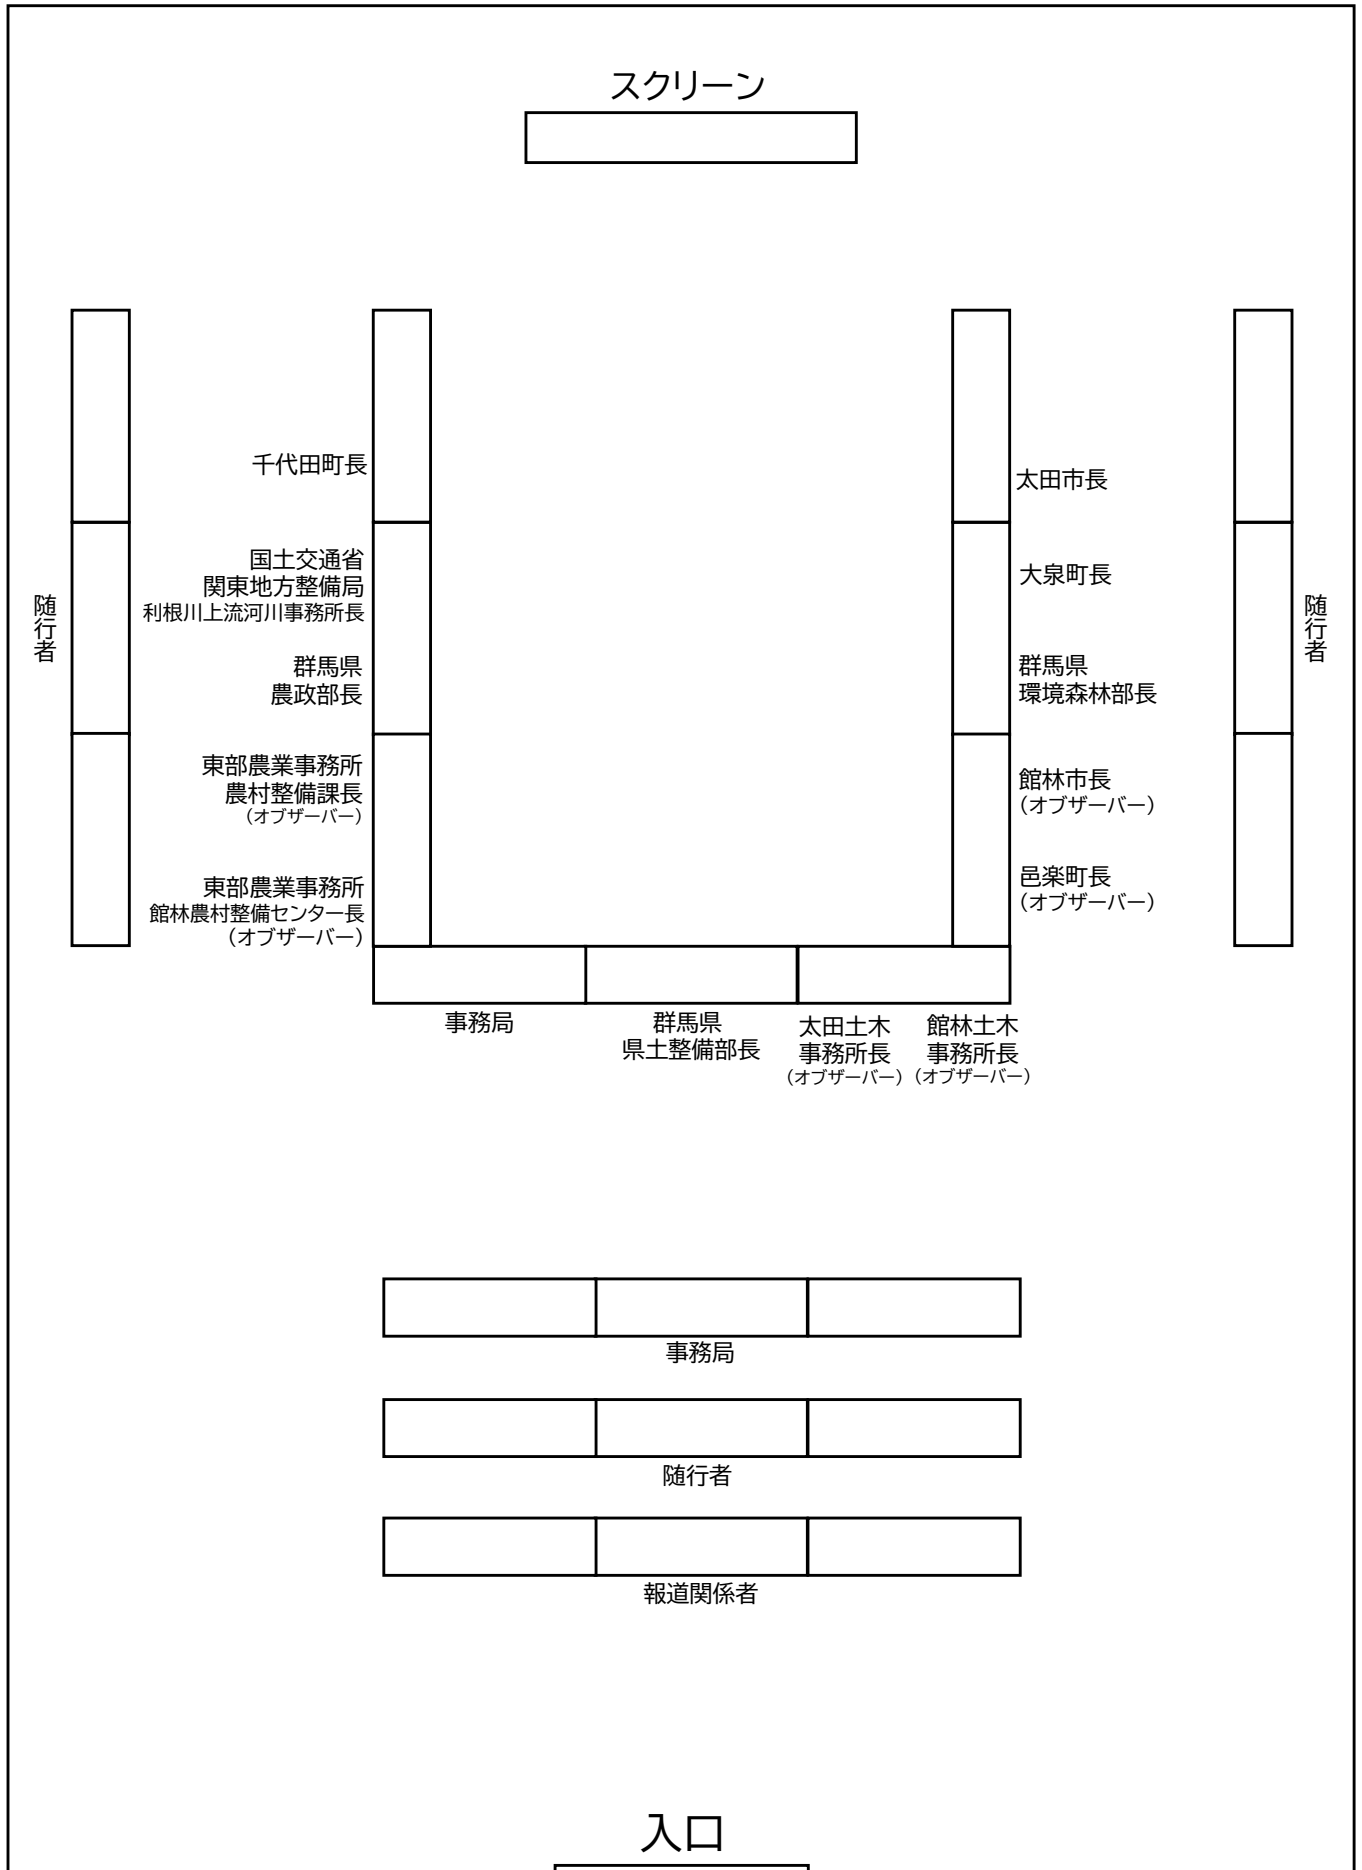 スクリーン
千代田町長
国土交通省
関東地方整備局
利根川上流河川事務所長
群馬県
農政部長
東部農業事務所
農村整備課長
（オブザーバー）
東部農業事務所
館林農村整備センター長
（オブザーバー）
随行者
太田市長
大泉町長
群馬県
環境森林部長
館林市長
（オブザーバー）
邑楽町長
（オブザーバー）
随行者
事務局
群馬県
県土整備部長
太田土木
事務所長
（オブザーバー）
館林土木
事務所長
（オブザーバー）
事務局
随行者
報道関係者
入口